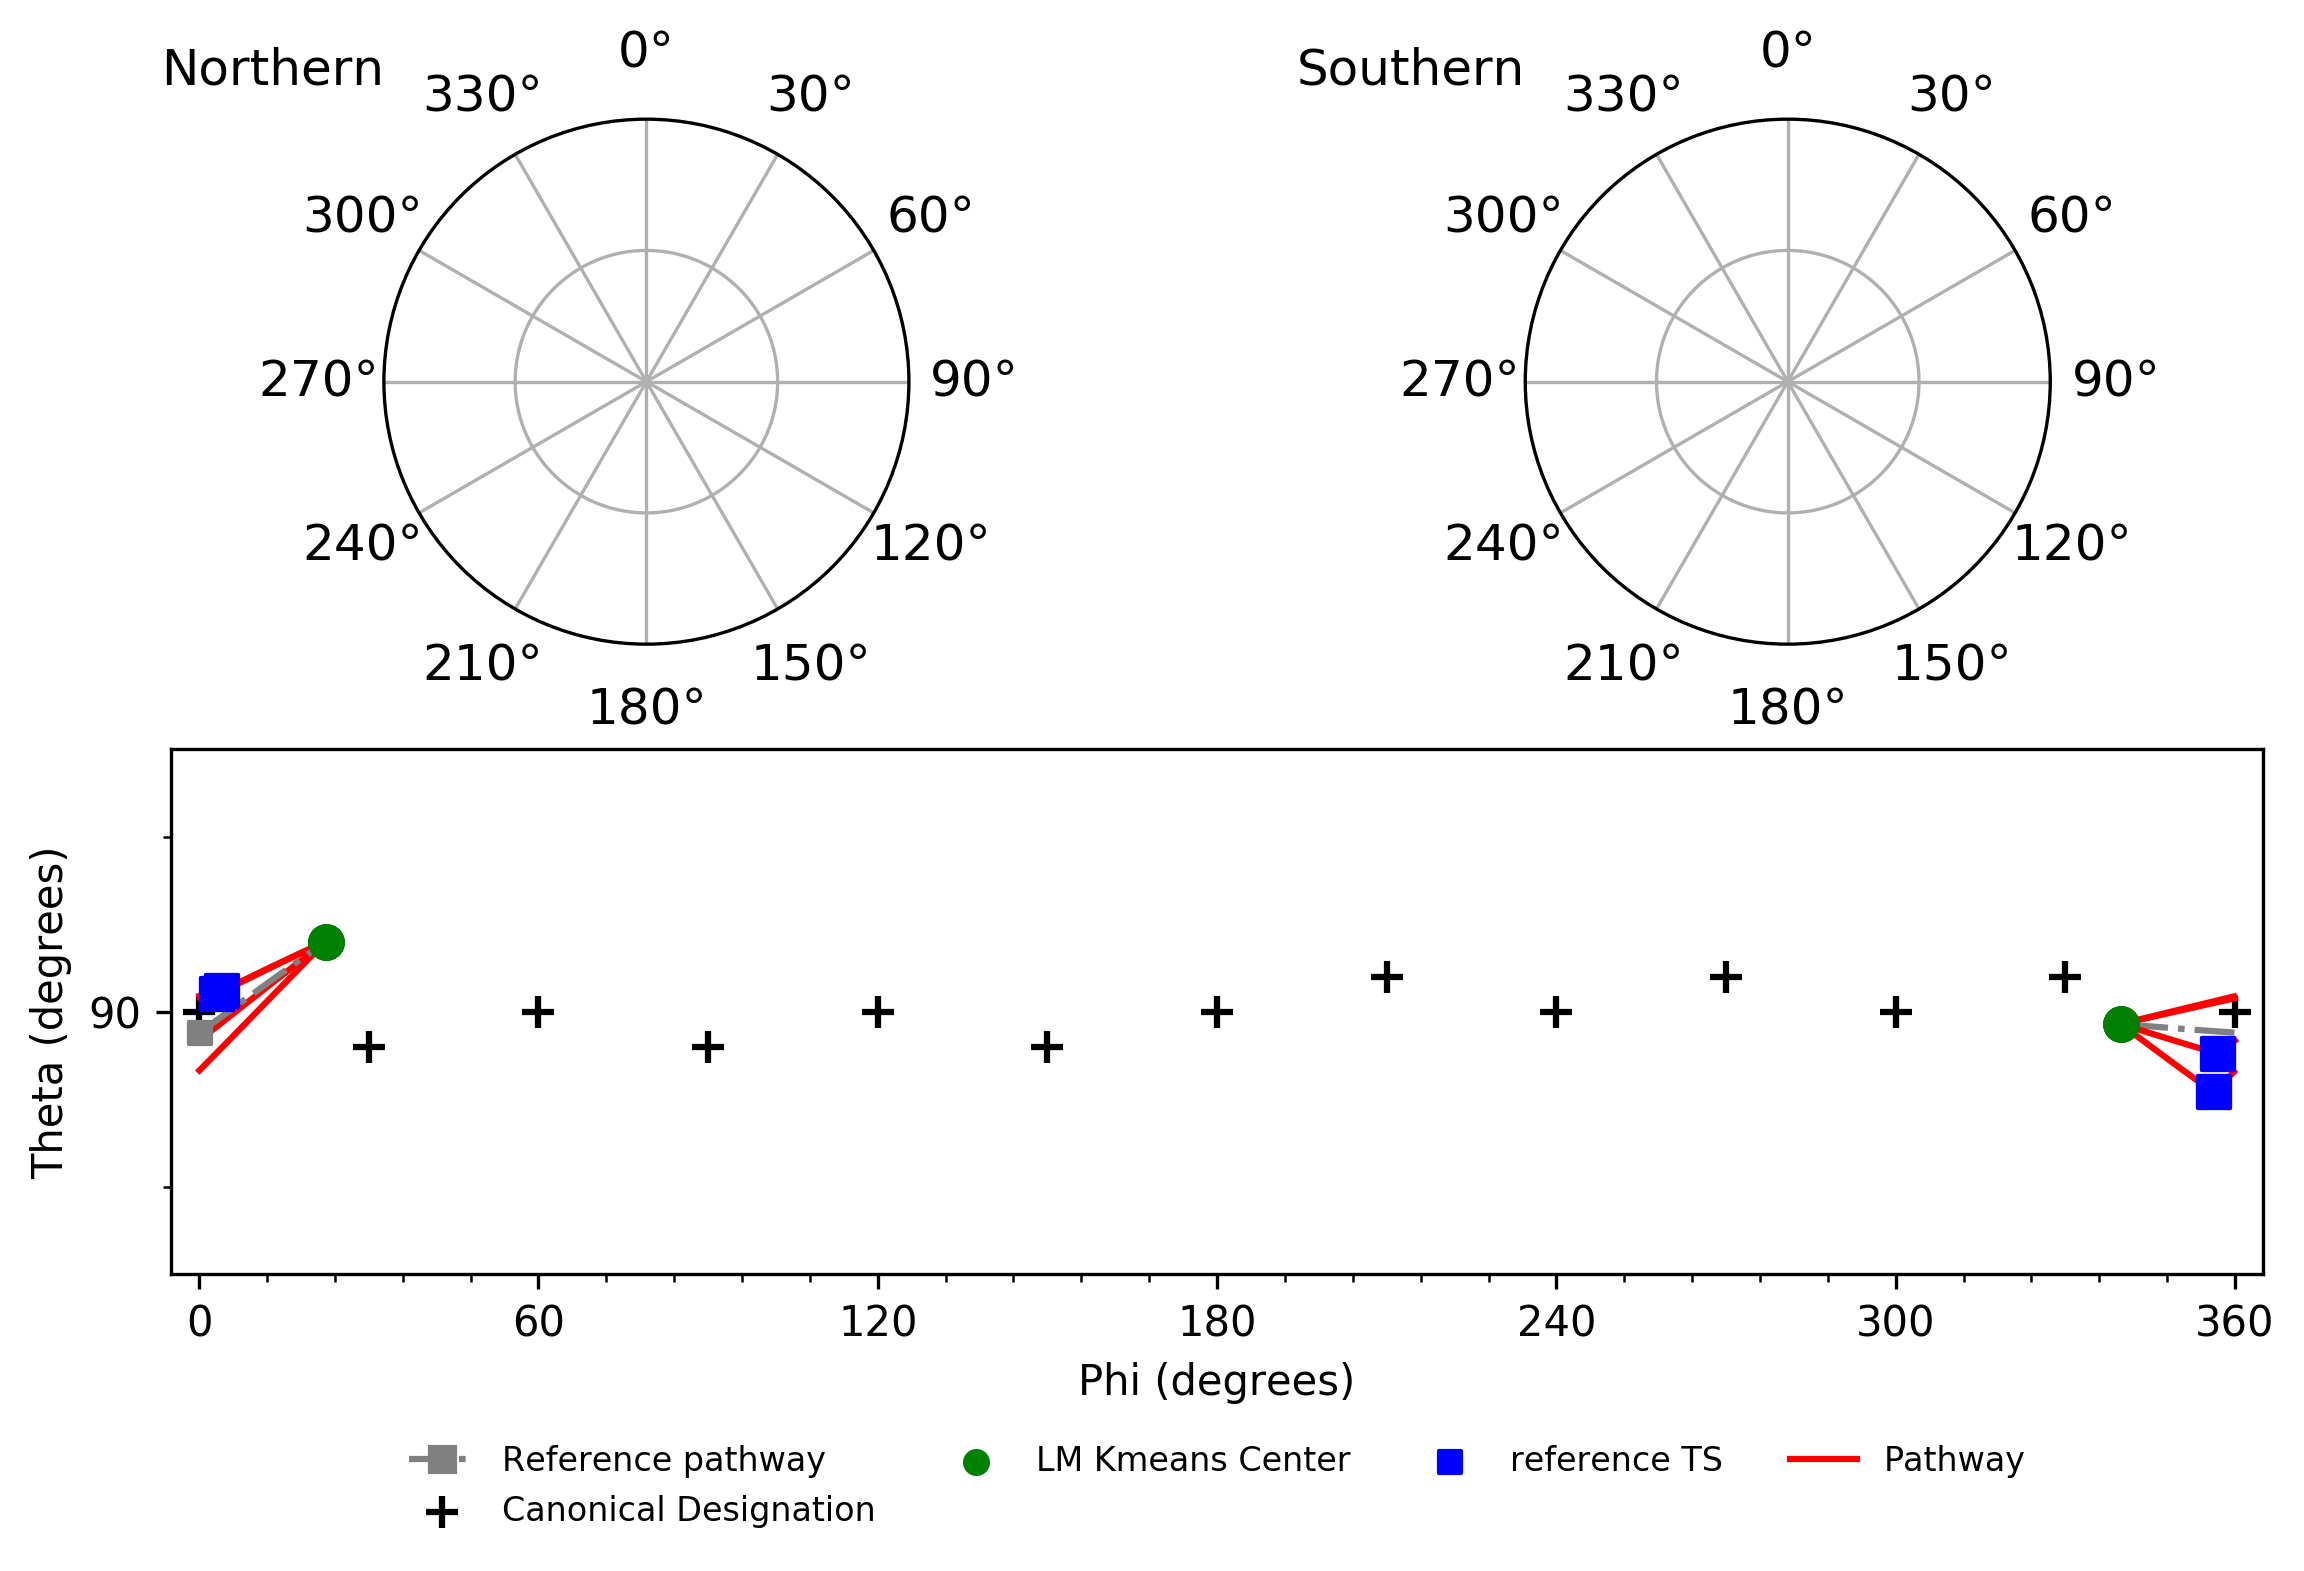 Northern
0°
30°
60°
90°
120°
150°
180°
210°
240°
270°
300°
330°
Southern
0°
30°
60°
90°
120°
150°
180°
210°
240°
270°
300°
330°
Theta (degrees)
90
0 60 120 180 240 300 360
Phi (degrees)
Reference pathway
Canonical Designation
LM Kmeans Center
reference TS
Pathway